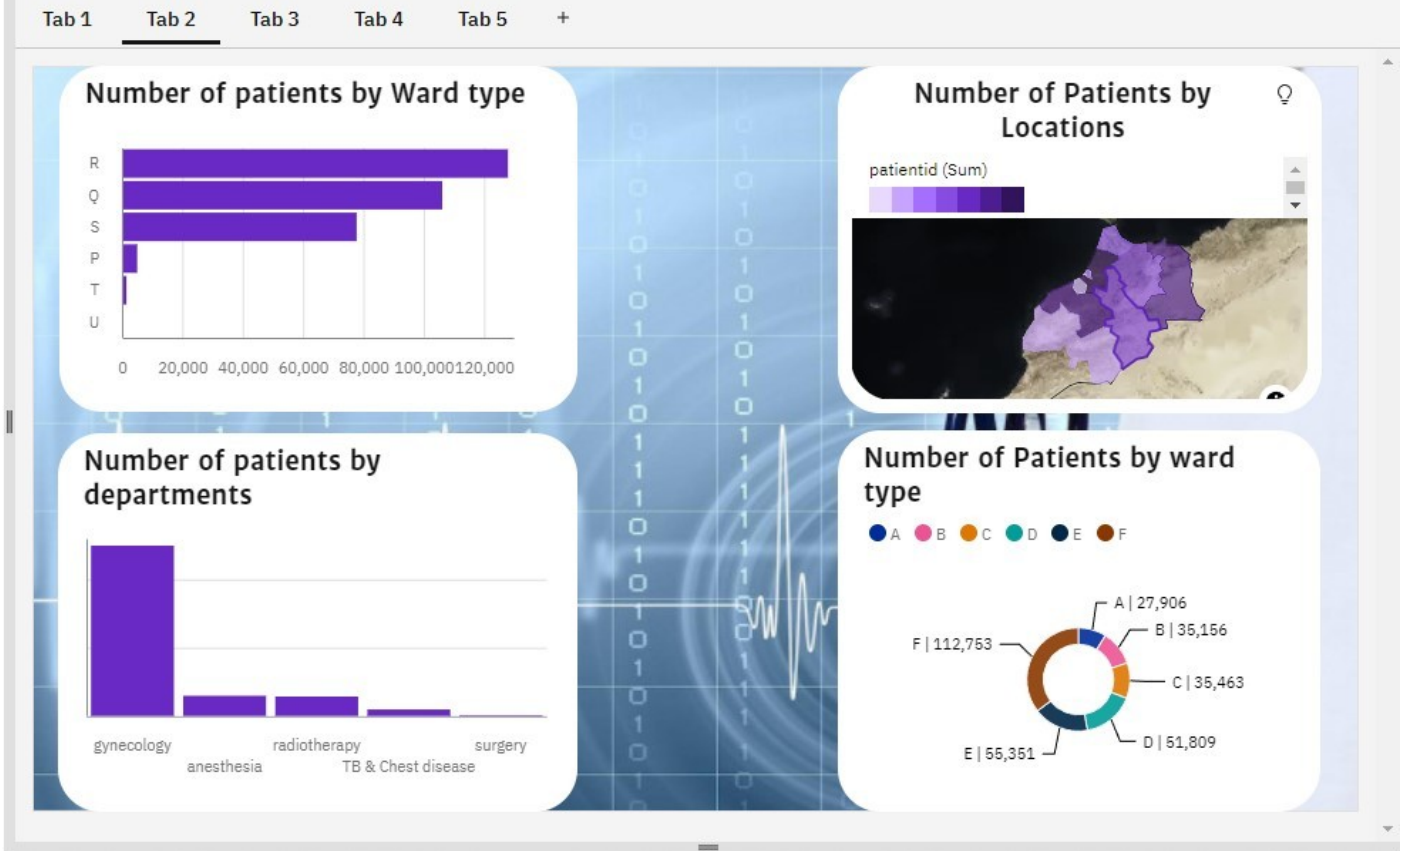 Tab 1 Tab 2 Tab 3 Tab 4 Tab 5 +
Number of patients by Ward type
R
Q
S
P
T
U
0 20,000 40,000 60,000 80,000 100,000 120,000
Number of Patients by
Locations
patientid (Sum)
Number of patients by
departments
gynecology radiotherapy surgery
anesthesia TB & Chest disease
Number of Patients by ward
type
A B C D E F
A | 27,906
B | 35,156
F | 112,753
C | 35,463
D | 51,809
E | 55,351